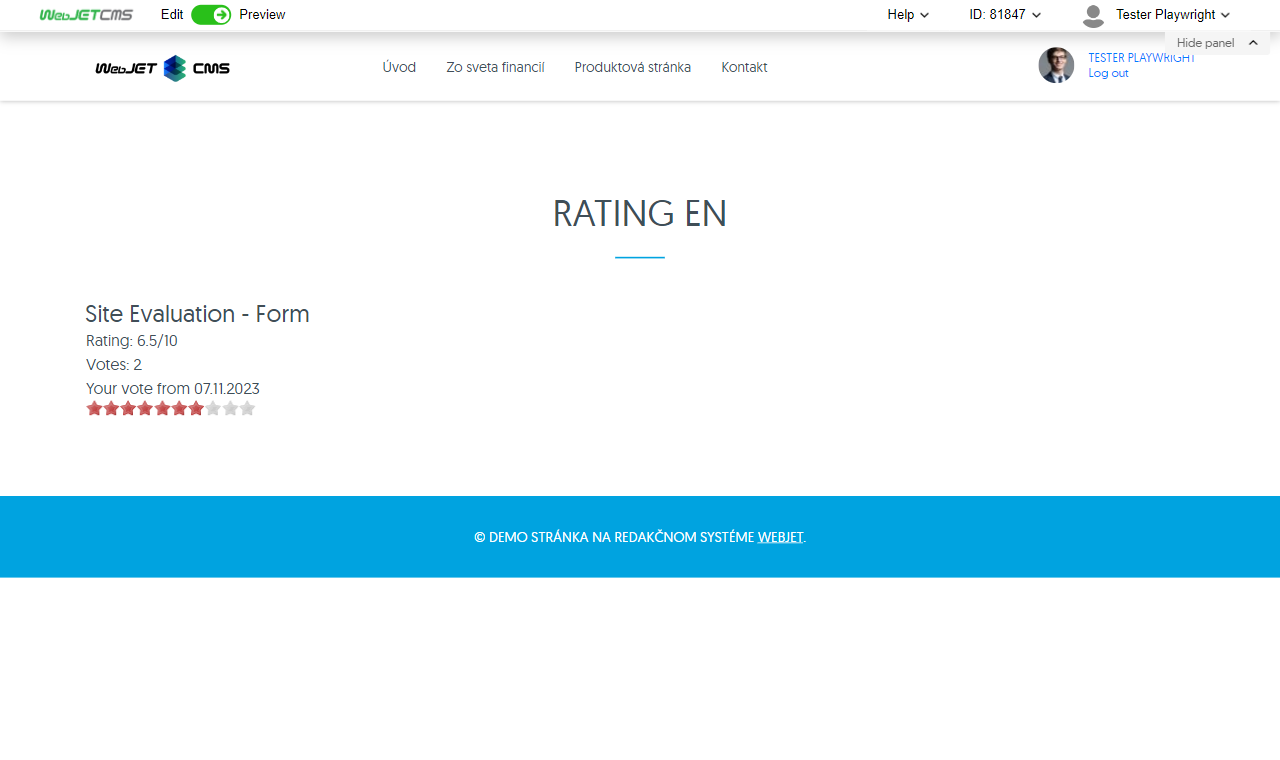 WebJETCMS Edit Preview Help ID: 81847 Tester Playwright
Hide panel
WebJET CMS Úvod Zo sveta financií Produktová stránka Kontakt TESTER PLAYWRIGHT
Log out
RATING EN
Site Evaluation - Form
Rating: 6.5/10
Votes: 2
Your vote from 07.11.2023
© DEMO STRÁNKA NA REDAKČNOM SYSTÉME WEBJET.